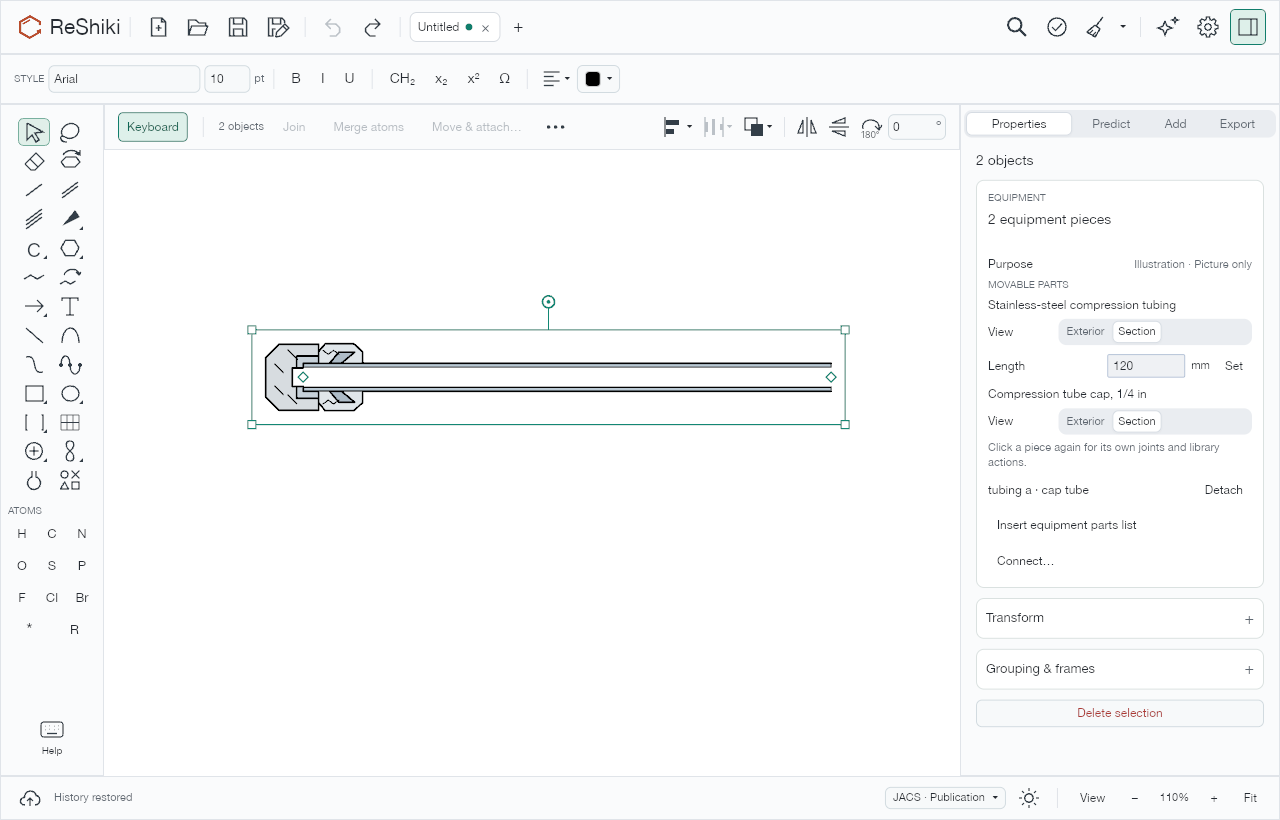 ReShiki
Untitled
STYLE Arial 10 pt B I U CH₂ x₂ x² Ω
Keyboard 2 objects Join Merge atoms Move & attach… 180° 0 °
Properties Predict Add Export
2 objects
EQUIPMENT
2 equipment pieces
Purpose Illustration · Picture only
MOVABLE PARTS
Stainless-steel compression tubing
View Exterior Section
Length 120 mm Set
Compression tube cap, 1/4 in
View Exterior Section
Click a piece again for its own joints and library
actions.
tubing a · cap tube Detach
Insert equipment parts list
Connect…
Transform +
Grouping & frames +
Delete selection
C
T
ATOMS
H C N
O S P
F Cl Br
* R
Help
History restored
JACS · Publication View − 110% + Fit